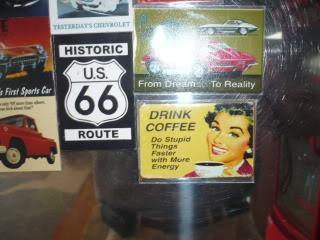 YESTERDAY'S CHEVROLET
HISTORIC
U.S.
66
ROUTE
's First Sports Car
From Dreams To Reality
DRINK
COFFEE
Do Stupid
Things
Faster
with More
Energy